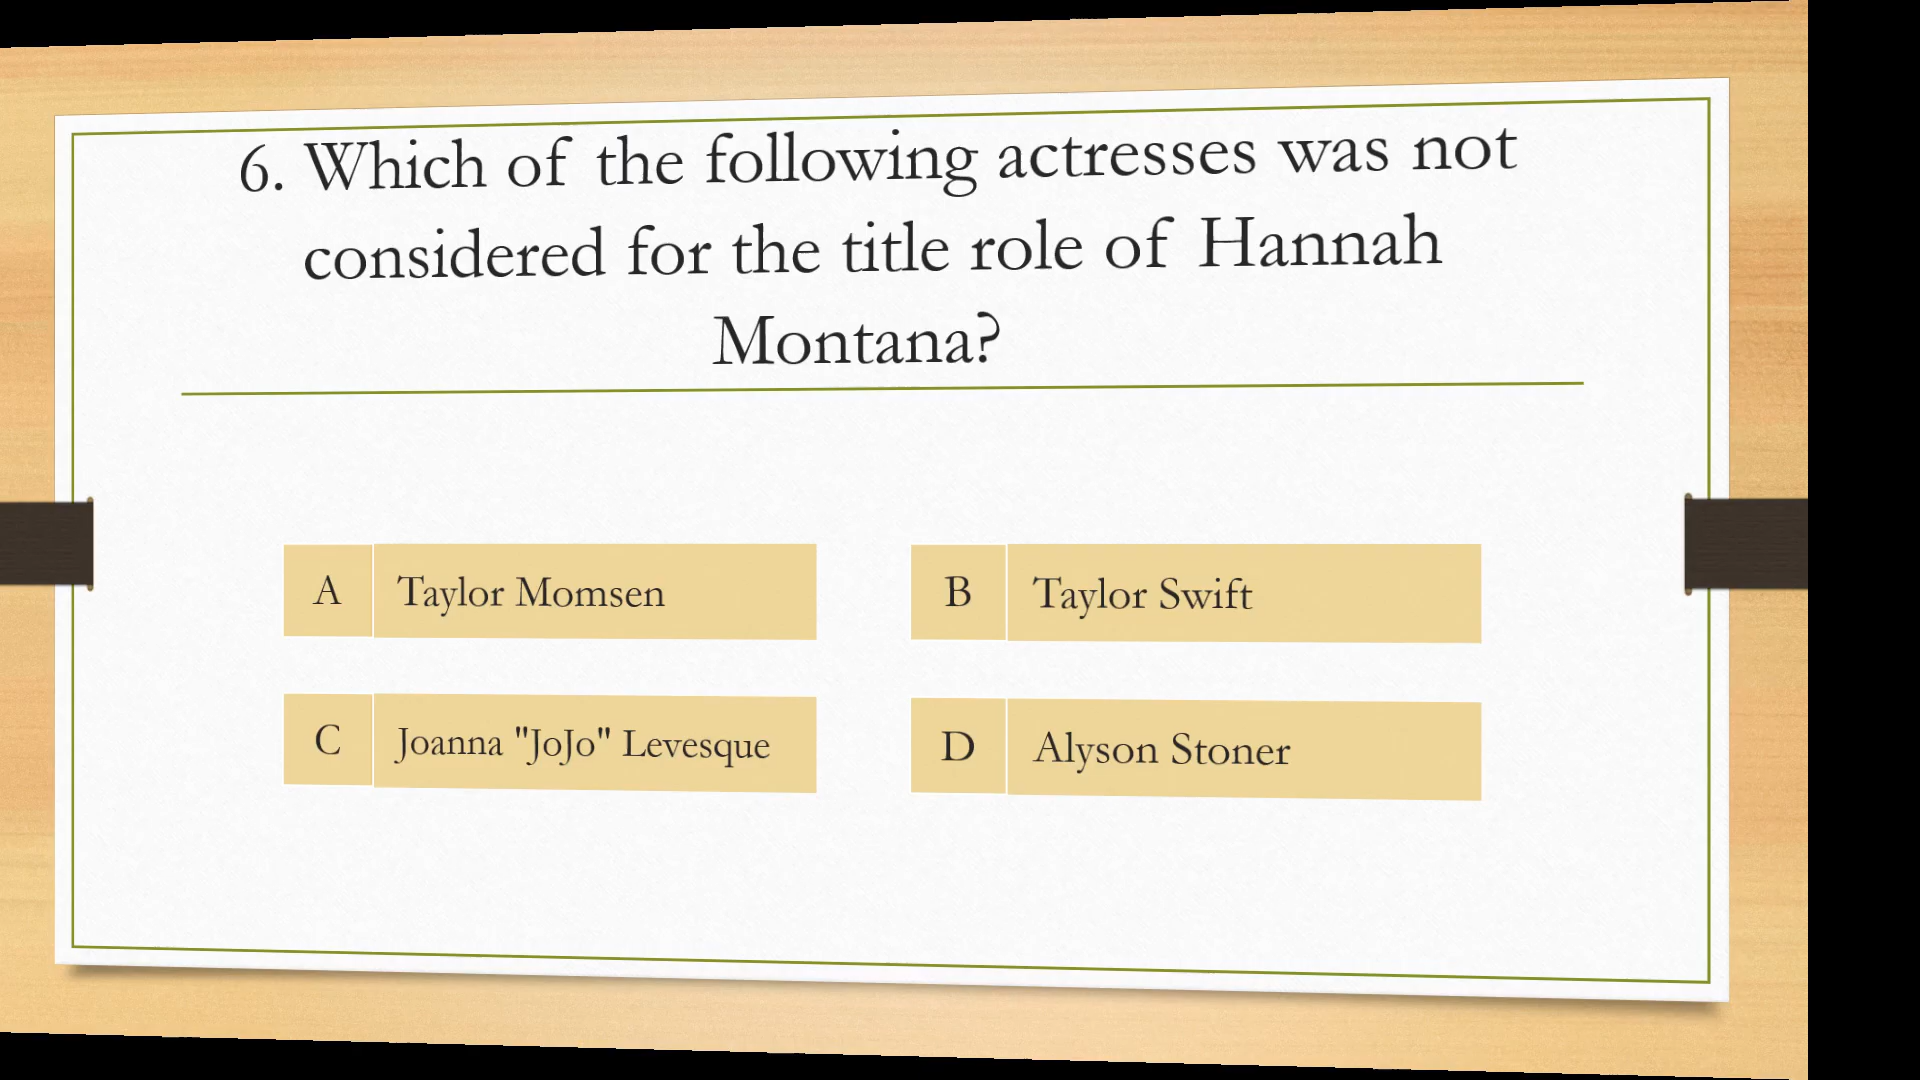 6. Which of the following actresses was not
considered for the title role of Hannah
Montana?
A Taylor Momsen
B Taylor Swift
C Joanna "JoJo" Levesque
D Alyson Stoner